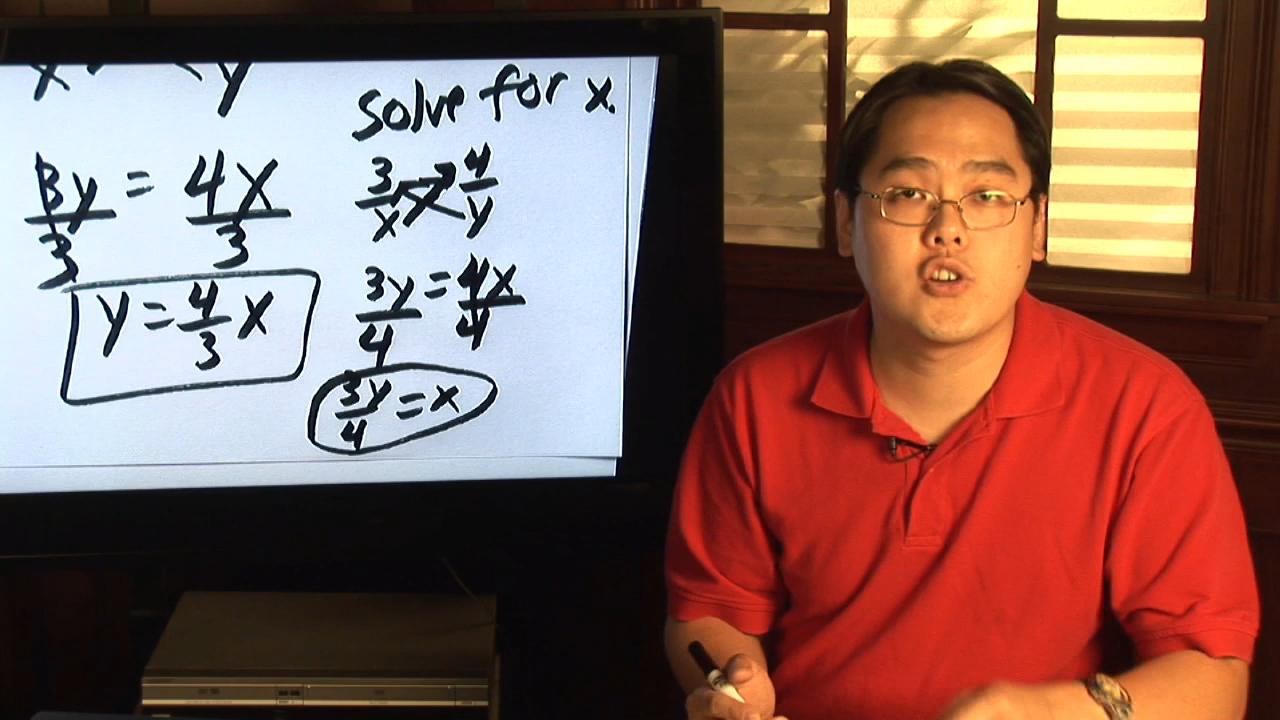 3y = 4x
3 3
y = 4/3 x
solve for x.
3/x 4/y
3y = 4x
4 4
3y/4 = x